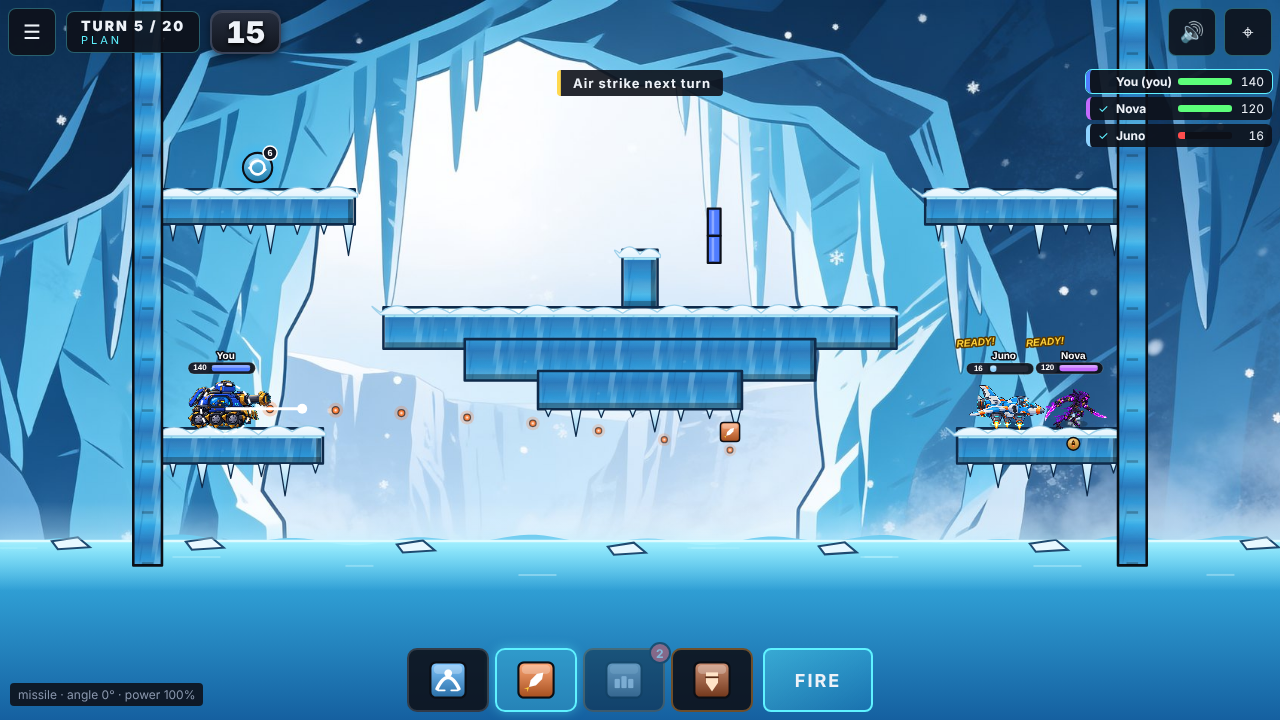 ☰
TURN 5 / 20
PLAN
15
Air strike next turn
You (you) 140
✓ Nova 120
✓ Juno 16
6
READY! READY!
You
140
Juno
16
Nova
120
A
2
FIRE
missile · angle 0° · power 100%